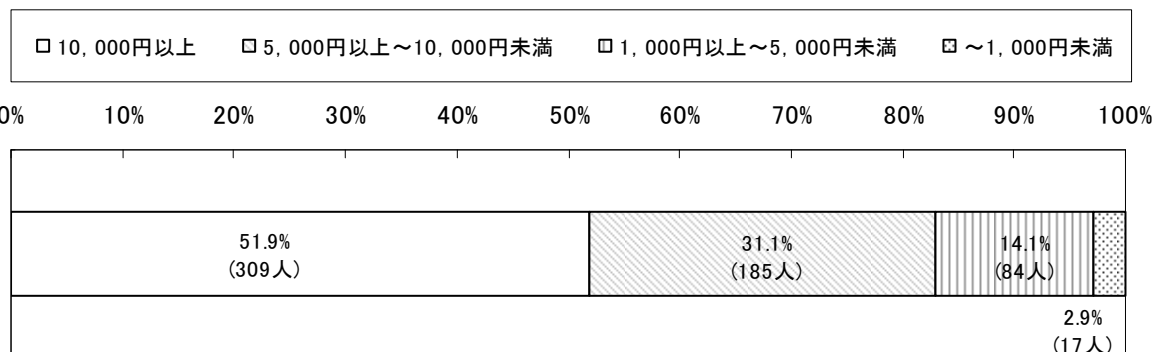 □ 10,000円以上 5,000円以上～10,000円未満 1,000円以上～5,000円未満 ～1,000円未満
0% 10% 20% 30% 40% 50% 60% 70% 80% 90% 100%
51.9% 31.1% 14.1%
(309人) (185人) (84人)
2.9%
(17人)